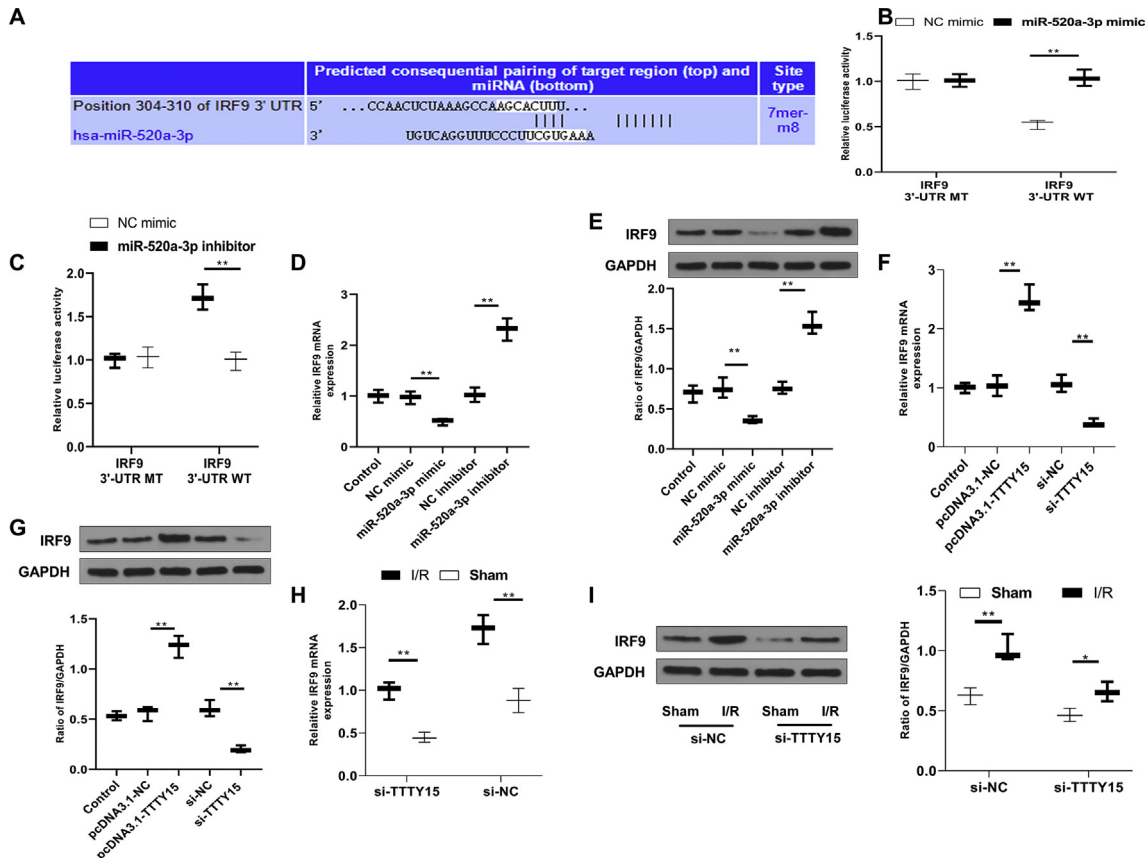 A
Predicted consequential pairing of target region (top) and
miRNA (bottom)
Site
type
Position 304-310 of IRF9 3' UTR
5' ...CCAACUCUAAAGCCAAGCACUUU...
hsa-miR-520a-3p
3' UGUCAGGUUUCCCUUCGUGAAA
7mer-
m8
B
NC mimic
miR-520a-3p mimic
Relative luciferase activity
1.5
1.0
0.5
0.0
**
IRF9
3'-UTR MT
IRF9
3'-UTR WT
C
NC mimic
miR-520a-3p inhibitor
Relative luciferase activity
2.0
1.5
1.0
0.5
0.0
**
IRF9
3'-UTR MT
IRF9
3'-UTR WT
D
Relaitive IRF9 mRNA
expression
3
2
1
0
**
**
Control
NC mimic
miR-520a-3p mimic
NC inhibitor
miR-520a-3p inhibitor
E
IRF9
GAPDH
Ratio of IRF9/GAPDH
2.0
1.5
1.0
0.5
0.0
**
**
Control
NC mimic
miR-520a-3p mimic
NC inhibitor
miR-520a-3p inhibitor
F
Relaitive IRF9 mRNA
expression
3
2
1
0
**
**
Control
pcDNA3.1-NC
pcDNA3.1-TTTY15
si-NC
si-TTTY15
G
IRF9
GAPDH
Ratio of IRF9/GAPDH
1.5
1.0
0.5
0.0
**
**
Control
pcDNA3.1-NC
pcDNA3.1-TTTY15
si-NC
si-TTTY15
H
I/R
Sham
Relaitive IRF9 mRNA
expression
2.0
1.5
1.0
0.5
0.0
**
**
si-TTTY15
si-NC
I
IRF9
GAPDH
Sham I/R Sham I/R
si-NC si-TTTY15
Sham
I/R
Ratio of IRF9/GAPDH
1.5
1.0
0.5
0.0
**
*
si-NC
si-TTTY15